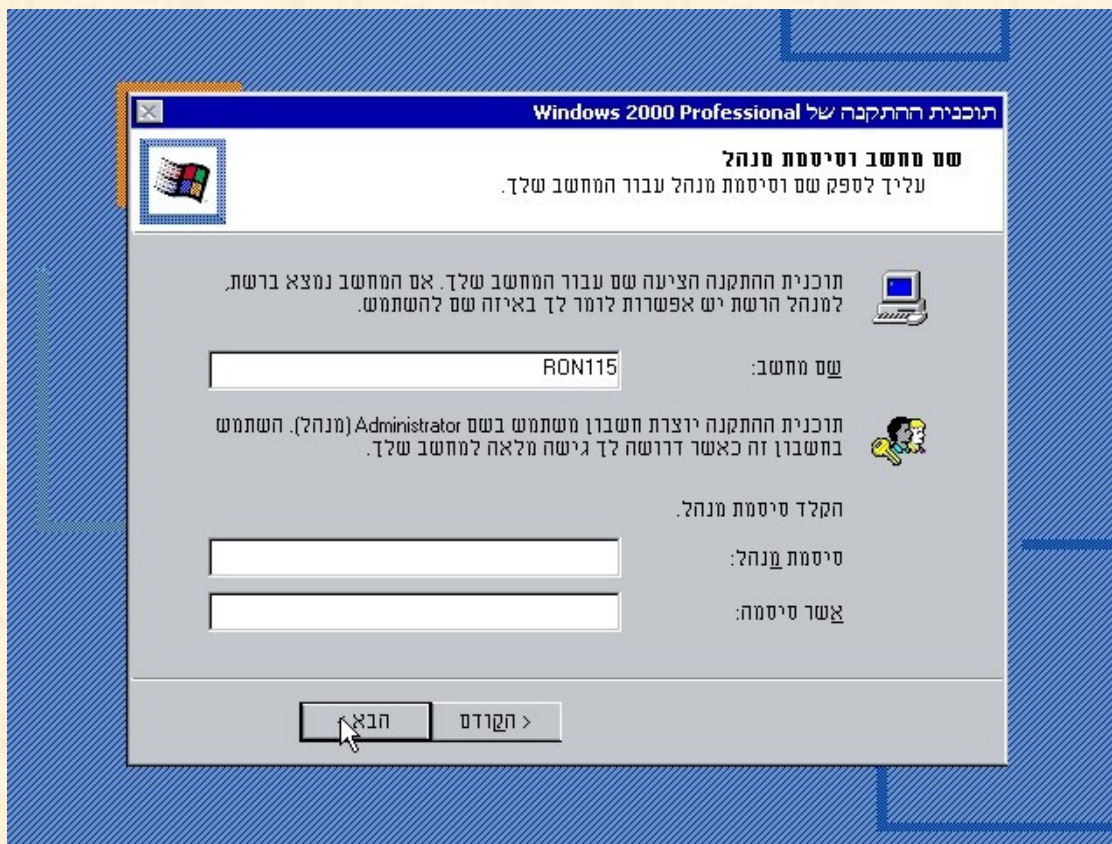 תוכנית ההתקנה של Windows 2000 Professional
שם מחשב וסיסמת מנהל
עליך לספק שם וסיסמת מנהל עבור המחשב שלך.
תוכנית ההתקנה הציעה שם עבור המחשב שלך. אם המחשב נמצא ברשת,
למנהל הרשת יש אפשרות לומר לך באיזה שם להשתמש.
שם מחשב: RON115
תוכנית ההתקנה יוצרת חשבון משתמש בשם Administrator (מנהל). השתמש
בחשבון זה כאשר דרושה לך גישה מלאה למחשב שלך.
הקלד סיסמת מנהל.
סיסמת מנהל:
אשר סיסמה:
< הקודם הבא >